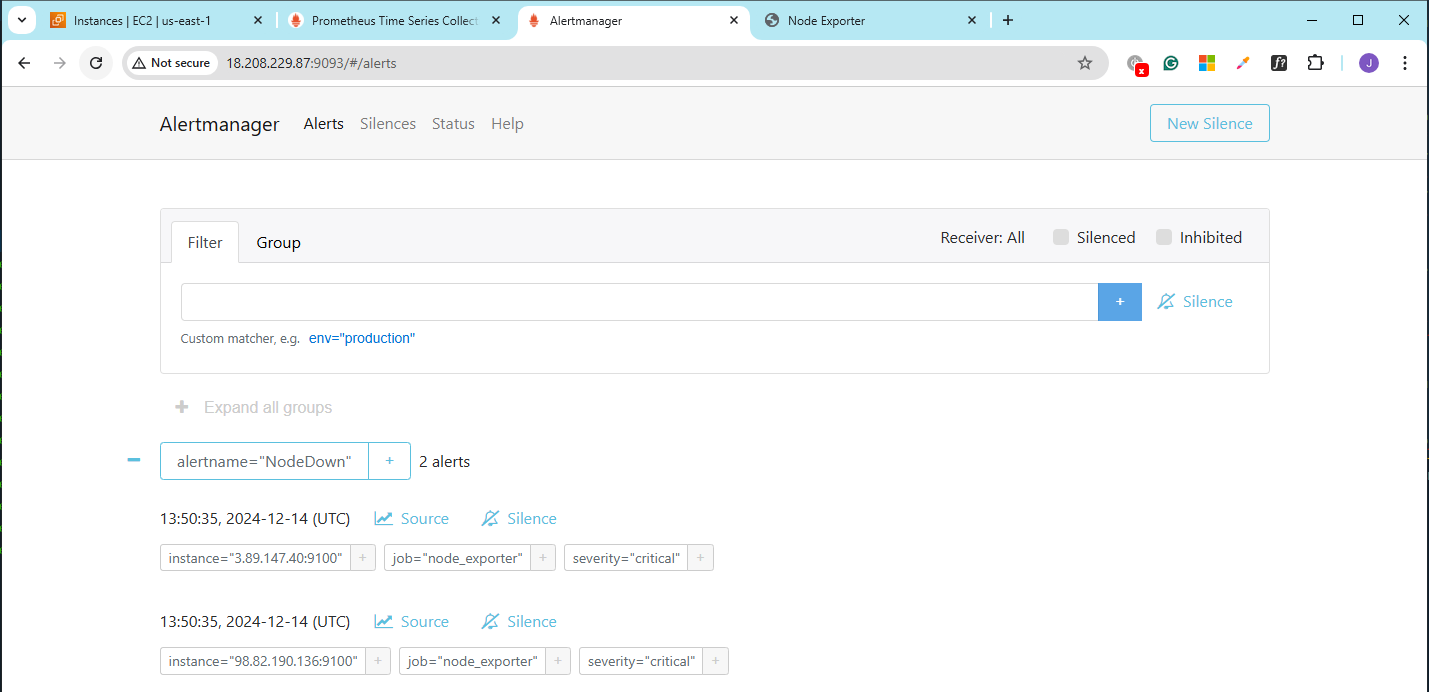 Instances | EC2 | us-east-1
Prometheus Time Series Collect
Alertmanager
Node Exporter
Not secure
18.208.229.87:9093/#/alerts
x
f?
J
Alertmanager Alerts Silences Status Help New Silence
Filter Group Receiver: All Silenced Inhibited
+ Silence
Custom matcher, e.g. env="production"
+ Expand all groups
alertname="NodeDown" + 2 alerts
13:50:35, 2024-12-14 (UTC) Source Silence
instance="3.89.147.40:9100" + job="node_exporter" + severity="critical" +
13:50:35, 2024-12-14 (UTC) Source Silence
instance="98.82.190.136:9100" + job="node_exporter" + severity="critical" +